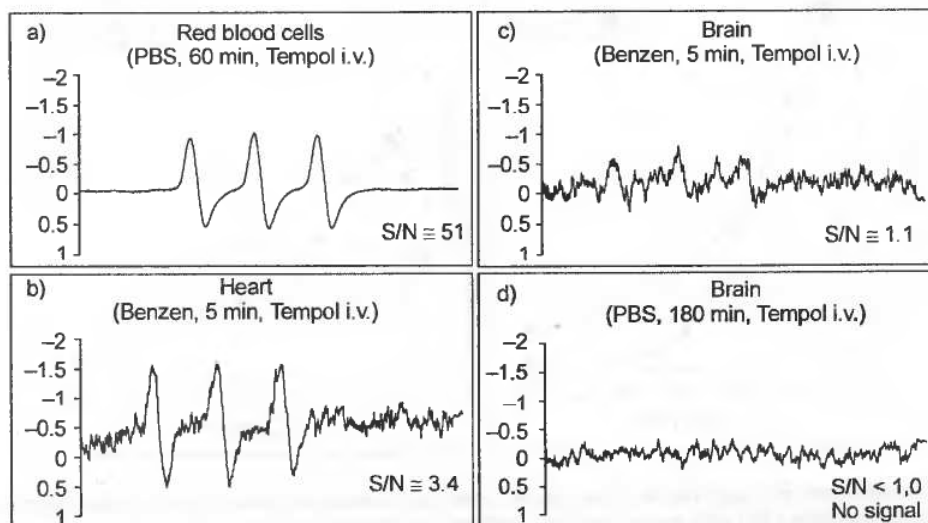 a)
Red blood cells
(PBS, 60 min, Tempol i.v.)
–2
–1.5
–1
–0.5
0
0.5
1
S/N ≅ 51
b)
Heart
(Benzen, 5 min, Tempol i.v.)
–2
–1.5
–1
–0.5
0
0.5
1
S/N ≅ 3.4
c)
Brain
(Benzen, 5 min, Tempol i.v.)
–2
–1.5
–1
–0.5
0
0.5
1
S/N ≅ 1.1
d)
Brain
(PBS, 180 min, Tempol i.v.)
–2
–1.5
–1
–0.5
0
0.5
1
S/N < 1,0
No signal